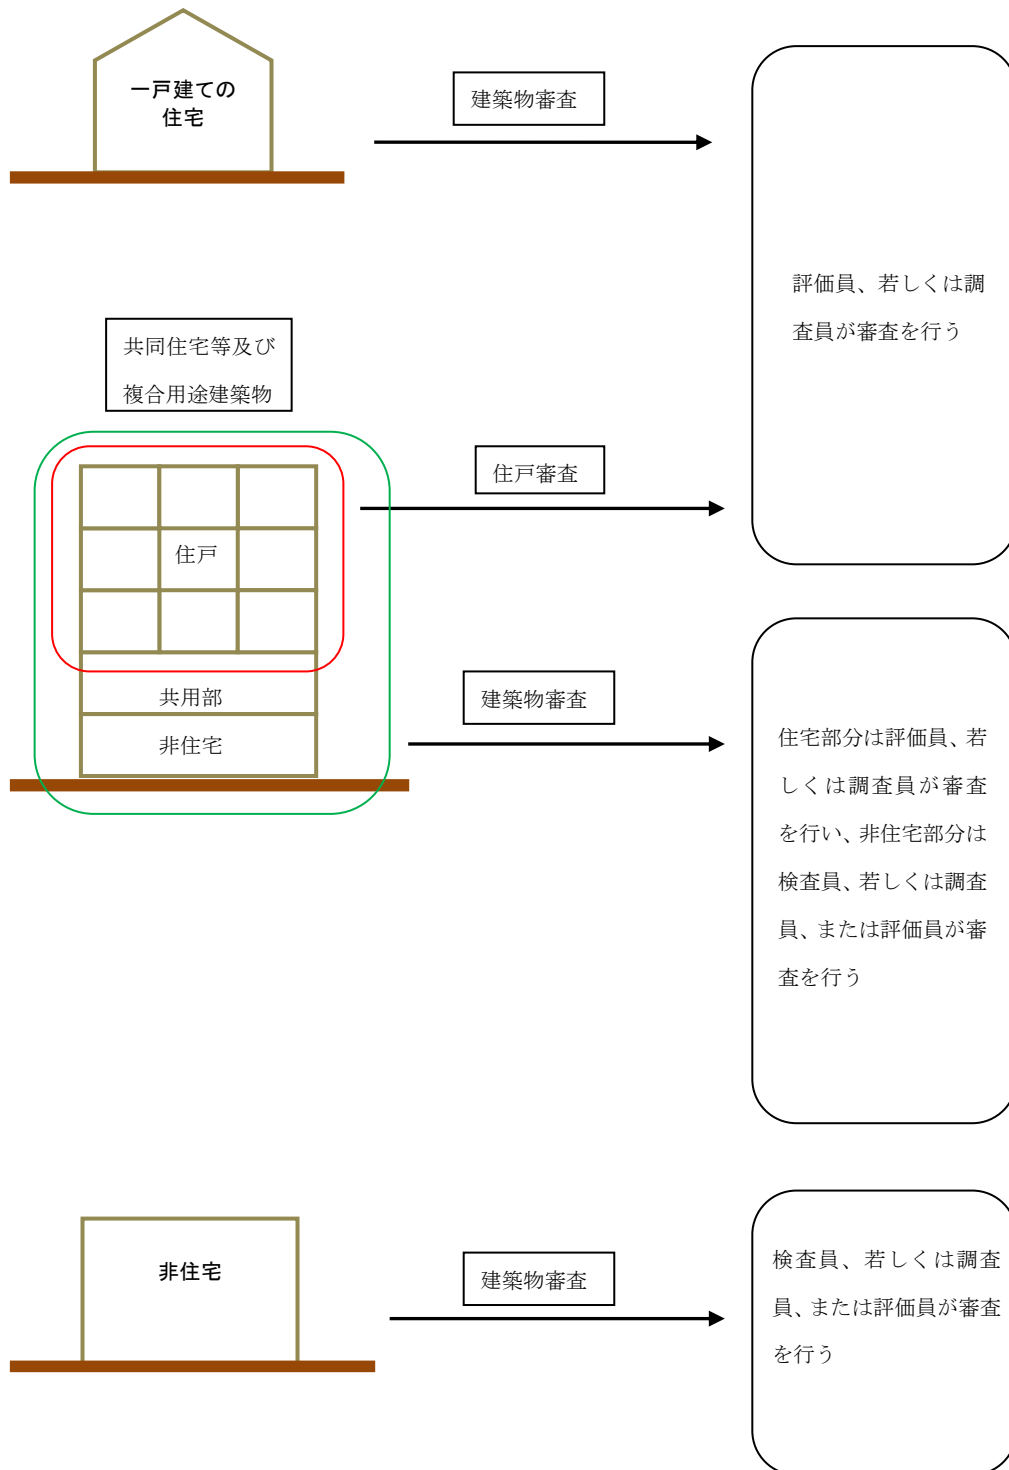 一戸建ての
住宅
建築物審査
評価員、若しくは調
査員が審査を行う
共同住宅等及び
複合用途建築物
住戸審査
住戸
共用部
非住宅
建築物審査
住宅部分は評価員、若
しくは調査員が審査
を行い、非住宅部分は
検査員、若しくは調査
員、または評価員が審
査を行う
非住宅
建築物審査
検査員、若しくは調査
員、または評価員が審査
を行う